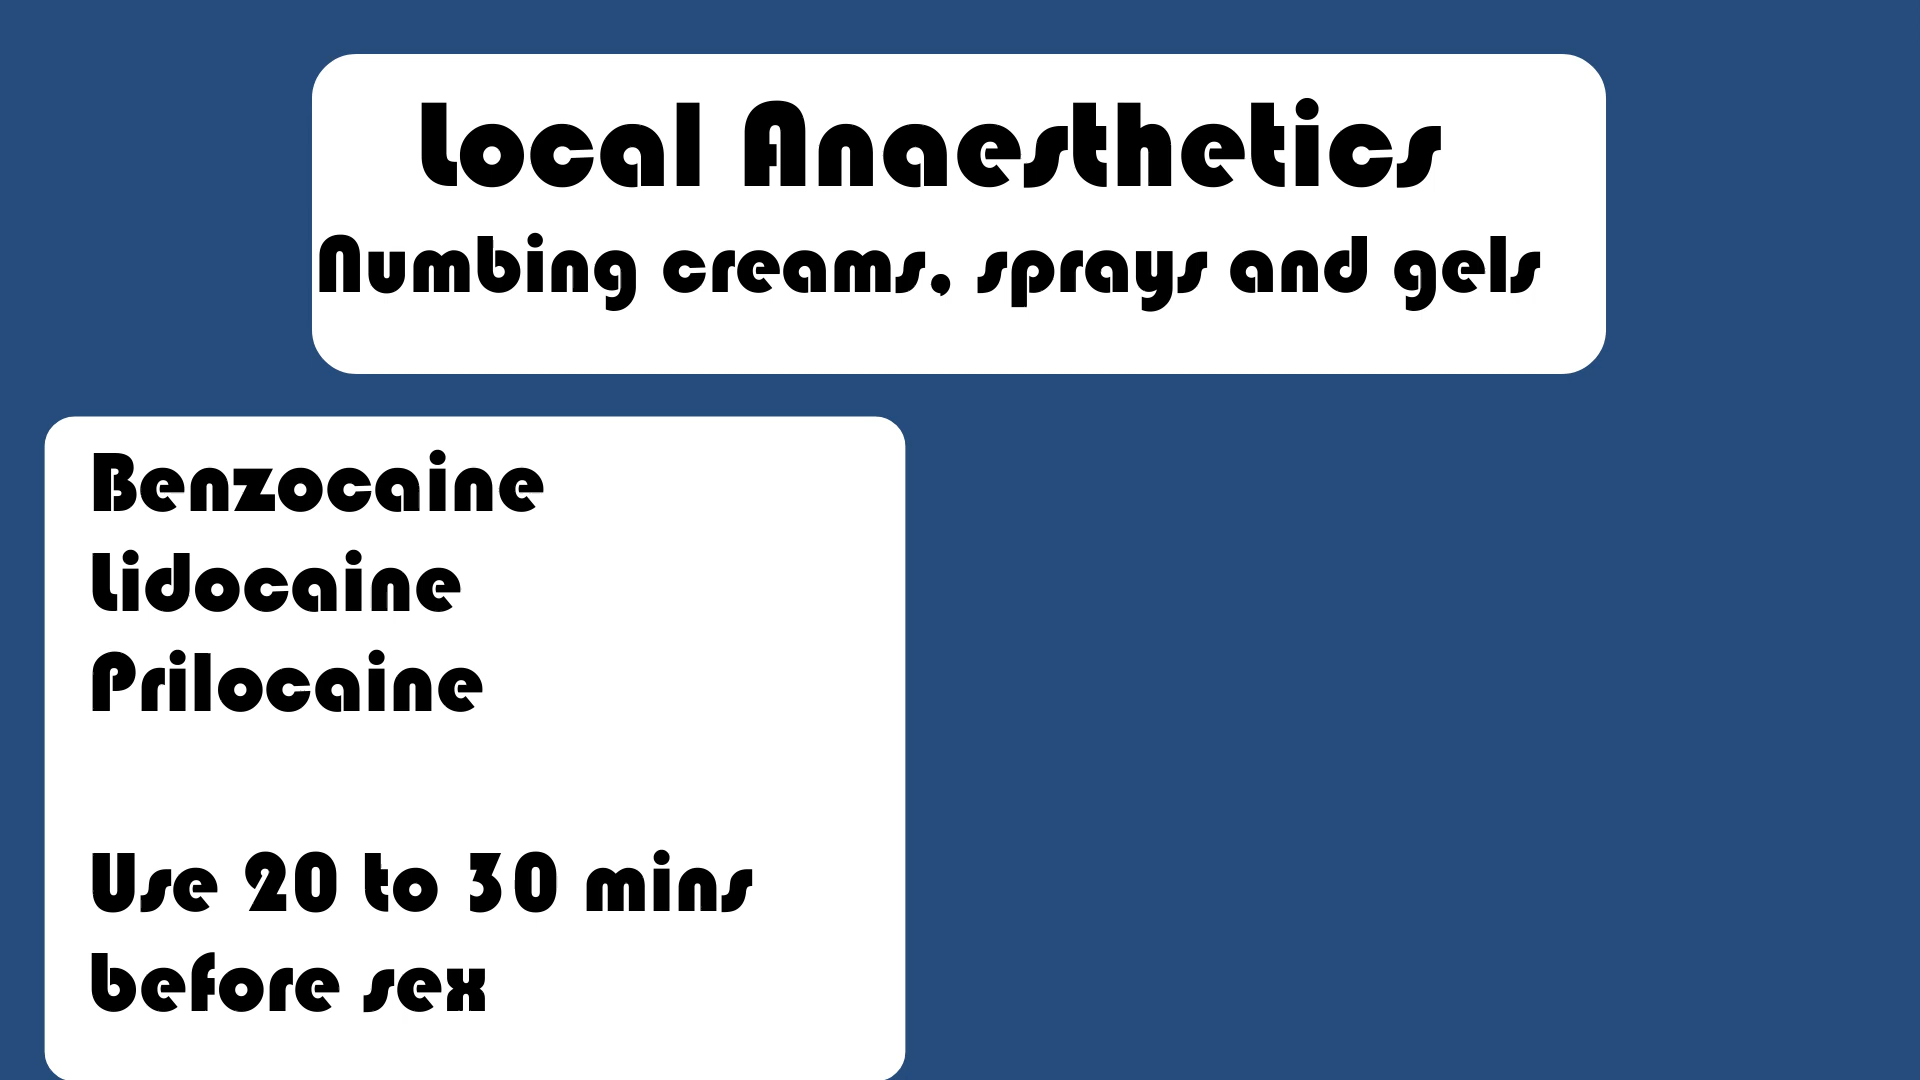 Local Anaesthetics
Numbing creams, sprays and gels
Benzocaine
Lidocaine
Prilocaine
Use 20 to 30 mins
before sex